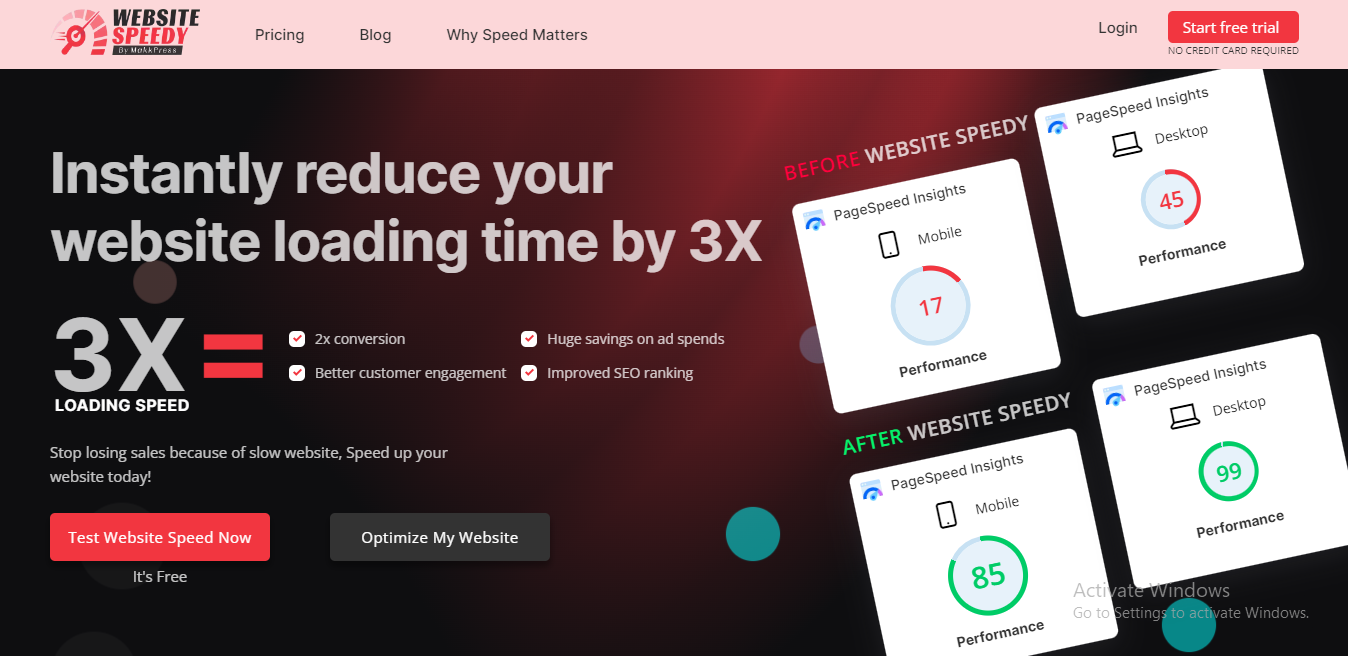 WEBSITE
SPEEDY
By MakkPress
Pricing
Blog
Why Speed Matters
Login
Start free trial
NO CREDIT CARD REQUIRED
Instantly reduce your
website loading time by 3X
3X =
LOADING SPEED
2x conversion
Huge savings on ad spends
Better customer engagement
Improved SEO ranking
Stop losing sales because of slow website, Speed up your
website today!
Test Website Speed Now
Optimize My Website
It's Free
BEFORE WEBSITE SPEEDY
PageSpeed Insights
Mobile
17
Performance
PageSpeed Insights
Desktop
45
Performance
AFTER WEBSITE SPEEDY
PageSpeed Insights
Mobile
85
Performance
PageSpeed Insights
Desktop
99
Performance
Activate Windows
Go to Settings to activate Windows.